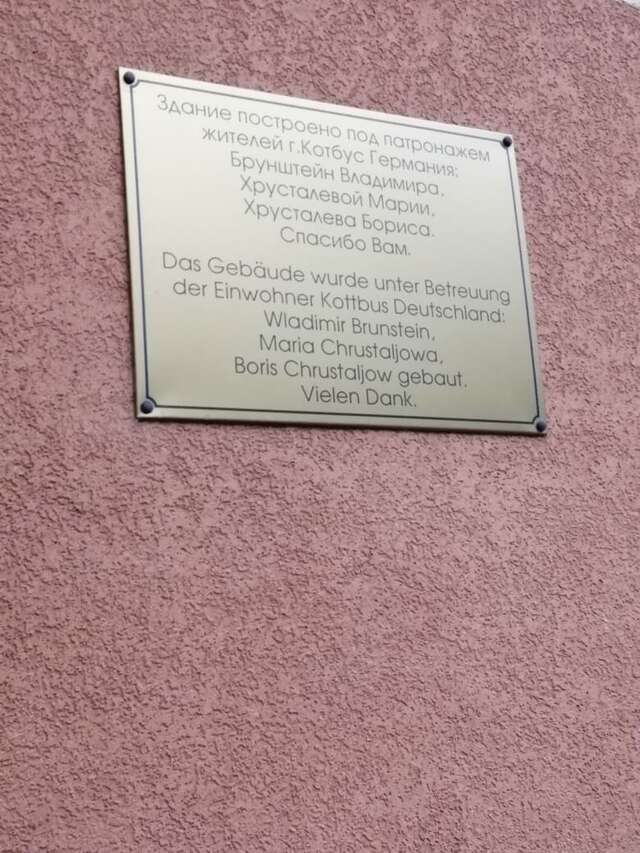 Здание построено под патронажем
жителей г.Котбус Германия:
Брунштейн Владимира,
Хрусталевой Марии,
Хрусталева Бориса.
Спасибо Вам.
Das Gebäude wurde unter Betreuung
der Einwohner Kottbus Deutschland:
Wladimir Brunstein,
Maria Chrustaljowa,
Boris Chrustaljow gebaut.
Vielen Dank.